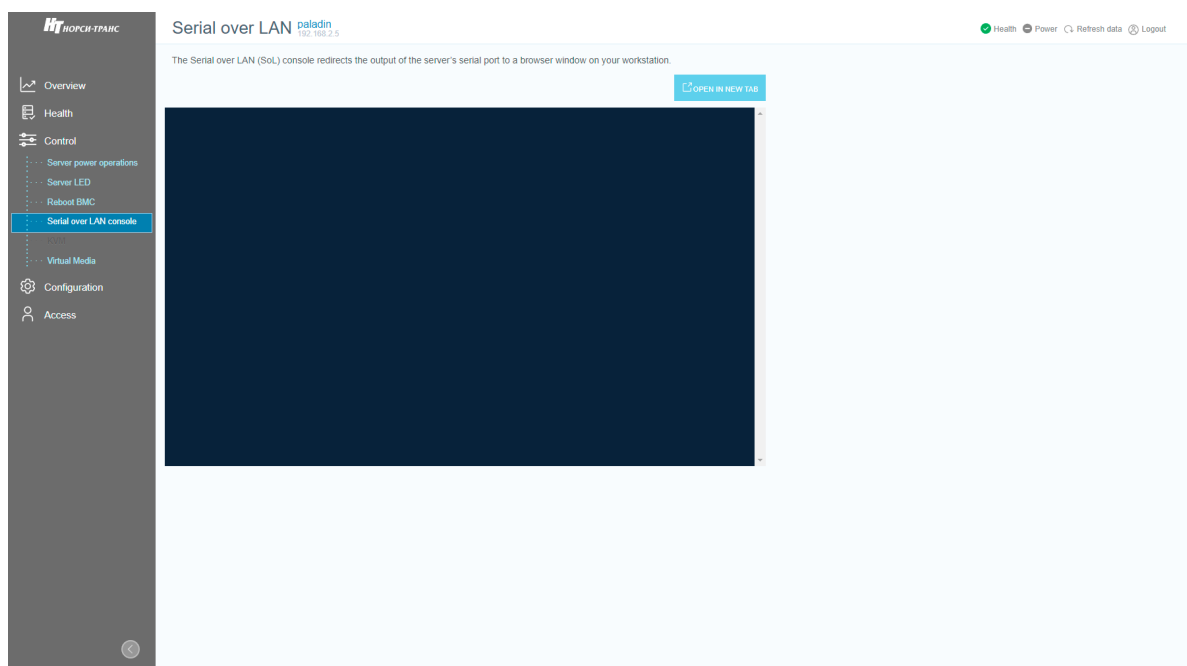 НТ НОРСИ-ТРАНС
Serial over LAN paladin
192.168.2.5
Health Power Refresh data Logout
The Serial over LAN (SoL) console redirects the output of the server's serial port to a browser window on your workstation.
OPEN IN NEW TAB
Overview
Health
Control
Server power operations
Server LED
Reboot BMC
Serial over LAN console
KVM
Virtual Media
Configuration
Access